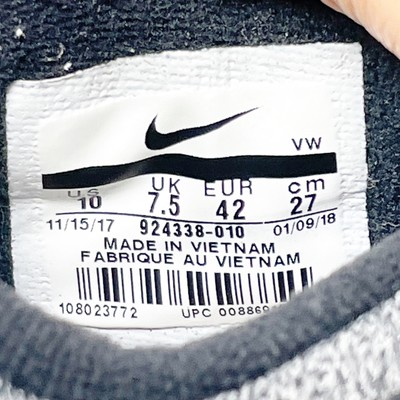 VW
US UK EUR cm
10 7.5 42 27
11/15/17 924338-010 01/09/18
MADE IN VIETNAM
FABRIQUE AU VIETNAM
108023772 UPC 00886